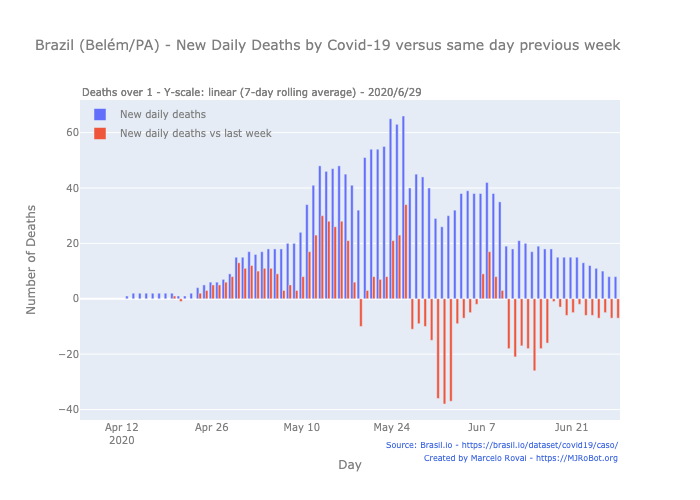 Brazil (Belém/PA) - New Daily Deaths by Covid-19 versus same day previous week
Deaths over 1 - Y-scale: linear (7-day rolling average) - 2020/6/29
New daily deaths
New daily deaths vs last week
60
40
20
0
−20
−40
Number of Deaths
Apr 12
2020
Apr 26
May 10
May 24
Jun 7
Jun 21
Day
Source: Brasil.io - https://brasil.io/dataset/covid19/caso/
Created by Marcelo Rovai - https://MJRoBot.org